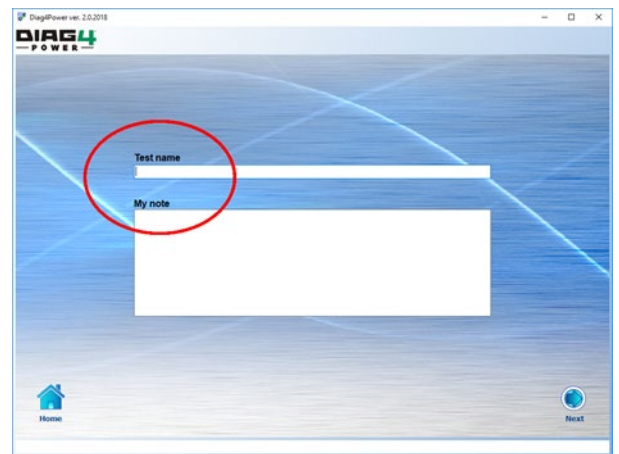 Diag4Power ver. 2.0.2018
DIAG4
POWER
Test name
My note
Home
Next